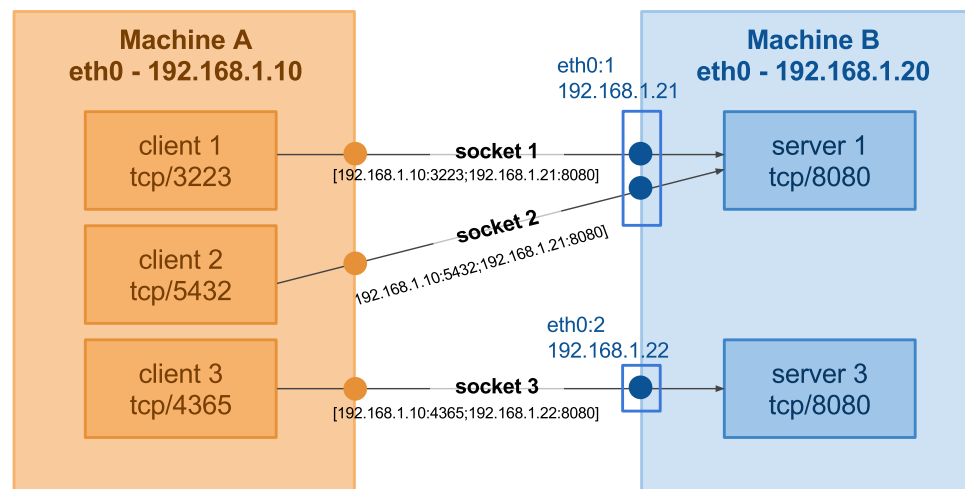 Machine A
eth0 - 192.168.1.10
client 1
tcp/3223
client 2
tcp/5432
client 3
tcp/4365
socket 1
[192.168.1.10:3223;192.168.1.21:8080]
socket 2
192.168.1.10:5432;192.168.1.21:8080]
socket 3
[192.168.1.10:4365;192.168.1.22:8080]
eth0:1
192.168.1.21
eth0:2
192.168.1.22
Machine B
eth0 - 192.168.1.20
server 1
tcp/8080
server 3
tcp/8080